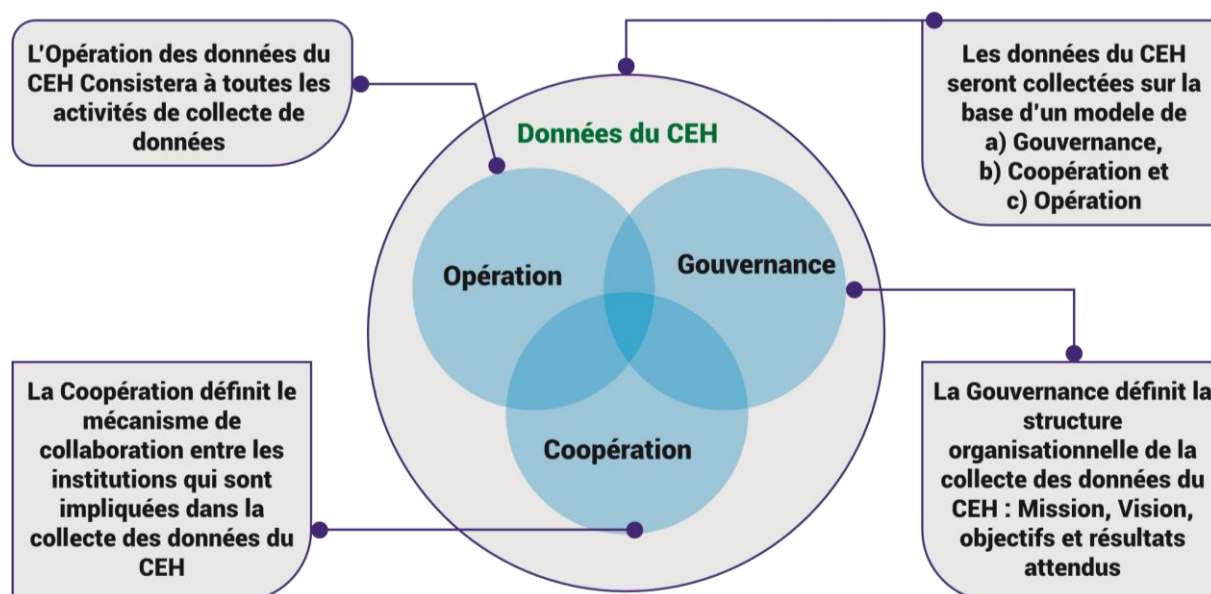 L'Opération des données du
CEH Consistera à toutes les
activités de collecte de
données
Les données du CEH
seront collectées sur la
base d'un modele de
a) Gouvernance,
b) Coopération et
c) Opération
Données du CEH
Opération
Gouvernance
Coopération
La Coopération définit le
mécanisme de
collaboration entre les
institutions qui sont
impliquées dans la
collecte des données du
CEH
La Gouvernance définit la
structure
organisationnelle de la
collecte des données du
CEH : Mission, Vision,
objectifs et résultats
attendus